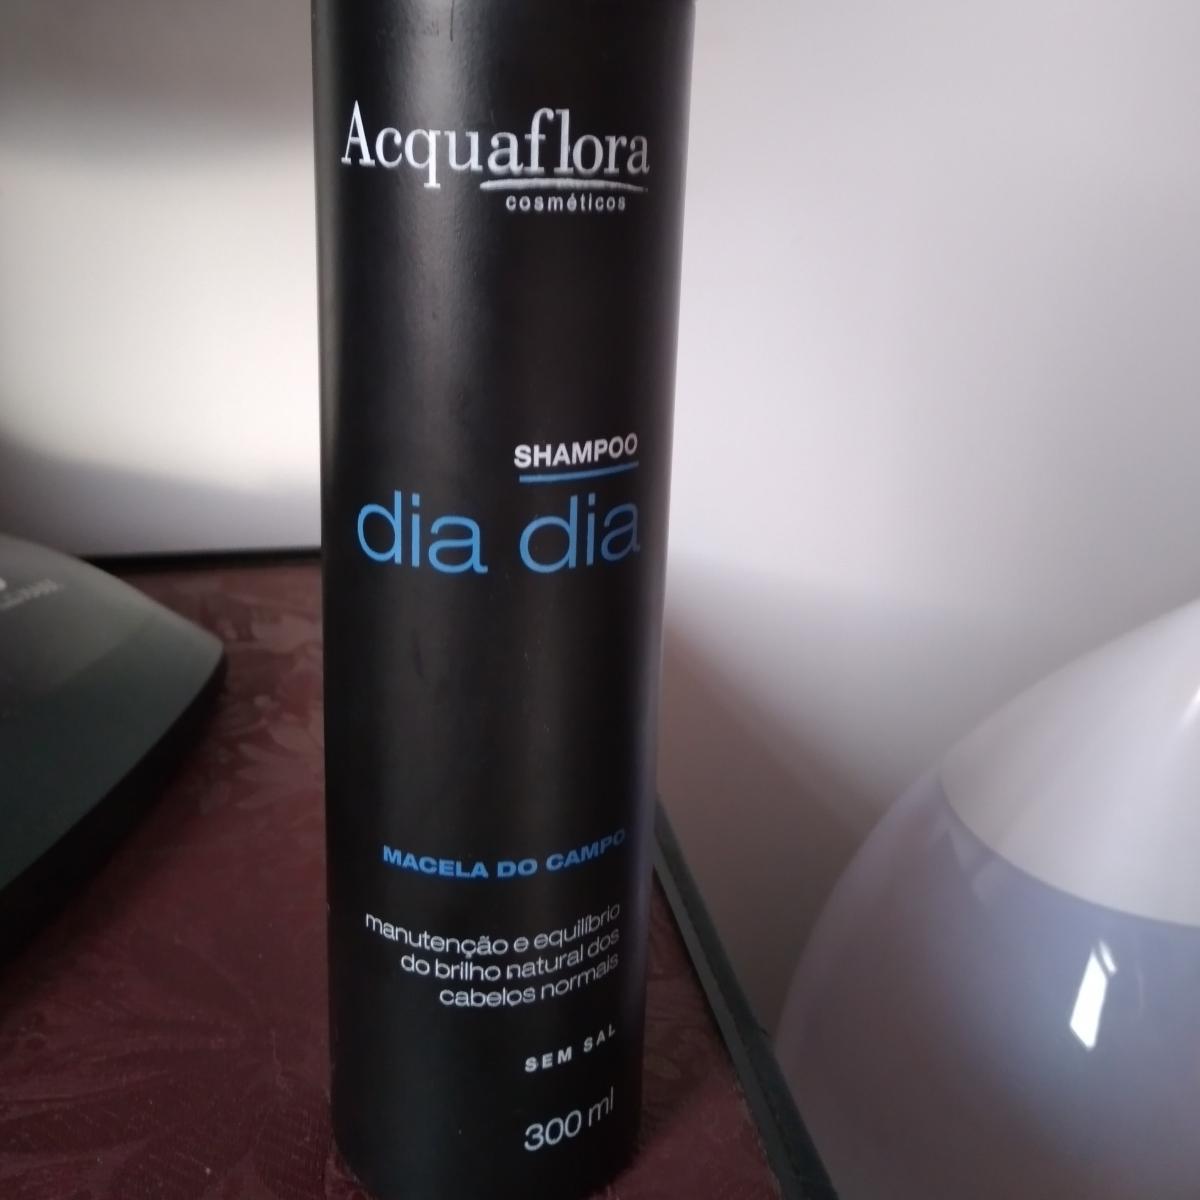 Acquaflora
cosméticos
SHAMPOO
dia dia
MACELA DO CAMPO
manutenção e equilíbrio
do brilho natural dos
cabelos normais
SEM SAL
300 ml